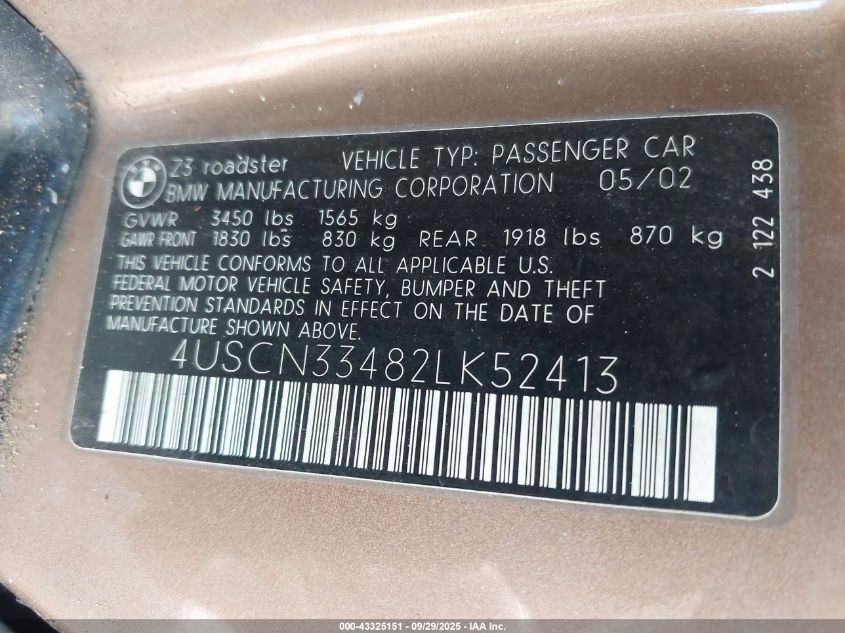 BMW
Z3 roadster VEHICLE TYP: PASSENGER CAR
BMW MANUFACTURING CORPORATION 05/02
GVWR 3450 lbs 1565 kg
GAWR FRONT 1830 lbs 830 kg REAR 1918 lbs 870 kg
THIS VEHICLE CONFORMS TO ALL APPLICABLE U.S.
FEDERAL MOTOR VEHICLE SAFETY, BUMPER AND THEFT
PREVENTION STANDARDS IN EFFECT ON THE DATE OF
MANUFACTURE SHOWN ABOVE.
4USCN33482LK52413
2 122 438
000-43325151 - 09/29/2025 - IAA Inc.